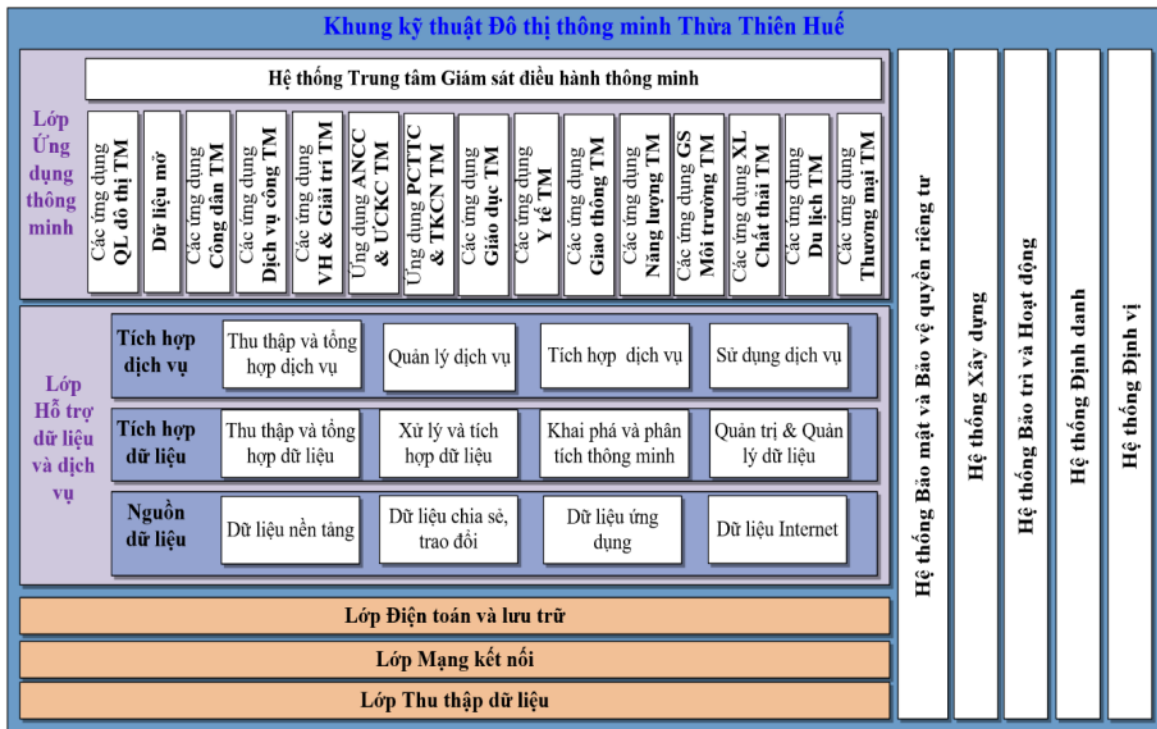 Khung kỹ thuật Đô thị thông minh Thừa Thiên Huế
Hệ thống Trung tâm Giám sát điều hành thông minh
Lớp
Ứng
dụng
thông
minh
Các ứng dụng
QL đô thị TM
Dữ liệu mở
Các ứng dụng
Công dân TM
Các ứng dụng
Dịch vụ công TM
Các ứng dụng
VH & Giải trí TM
Ứng dụng ANCC
& ƯCKC TM
Ứng dụng PCTTC
& TKCN TM
Các ứng dụng
Giáo dục TM
Các ứng dụng
Y tế TM
Các ứng dụng
Giao thông TM
Các ứng dụng
Năng lượng TM
Các ứng dụng GS
Môi trường TM
Các ứng dụng XL
Chất thải TM
Các ứng dụng
Du lich TM
Các ứng dụng
Thương mại TM
Lớp
Hỗ trợ
dữ liệu
và dịch
vụ
Tích hợp
dịch vụ
Thu thập và tổng
hợp dịch vụ
Quản lý dịch vụ
Tích hợp dịch vụ
Sử dụng dịch vụ
Tích hợp
dữ liệu
Thu thập và tổng
hợp dữ liệu
Xử lý và tích
hợp dữ liệu
Khai phá và phân
tích thông minh
Quản trị & Quản
lý dữ liệu
Nguồn
dữ liệu
Dữ liệu nền tảng
Dữ liệu chia sẻ,
trao đổi
Dữ liệu ứng
dụng
Dữ liệu Internet
Lớp Điện toán và lưu trữ
Lớp Mạng kết nối
Lớp Thu thập dữ liệu
Hệ thống Bảo mật và Bảo vệ quyền riêng tư
Hệ thống Xây dựng
Hệ thống Bảo trì và Hoạt động
Hệ thống Định danh
Hệ thống Định vị